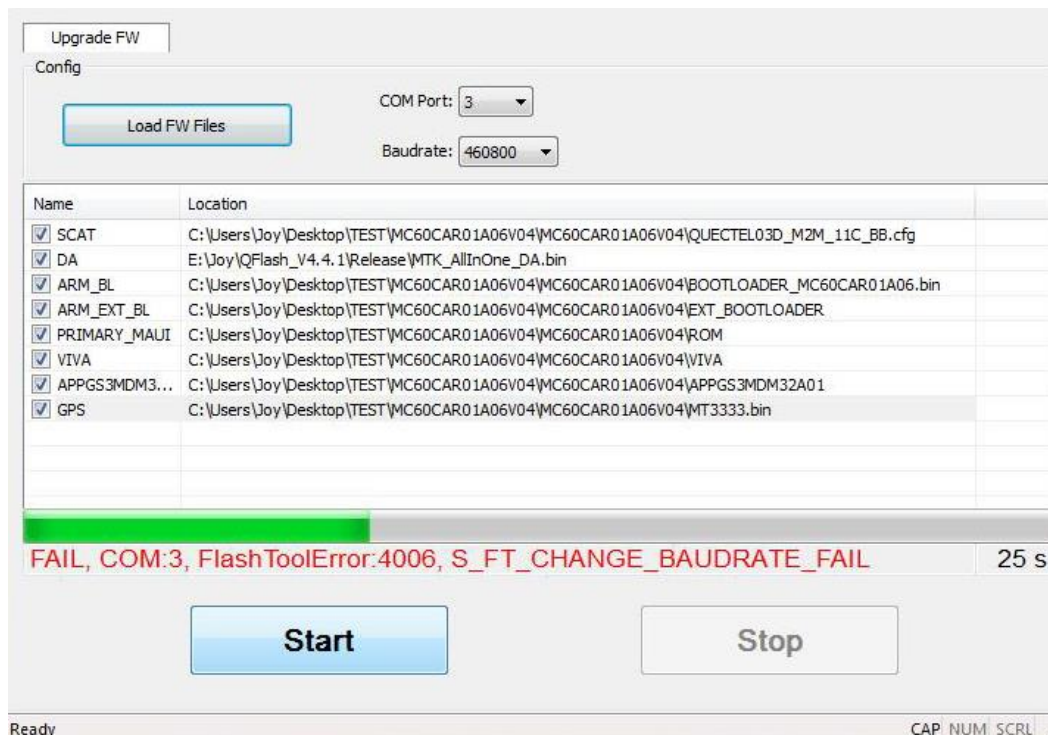 Upgrade FW
Config
Load FW Files
COM Port: 3
Baudrate: 460800
Name Location
SCAT C:\Users\Joy\Desktop\TEST\MC60CAR01A06V04\MC60CAR01A06V04\QUECTEL03D_M2M_11C_BB.cfg
DA E:\Joy\QFlash_V4.4.1\Release\MTK_AllInOne_DA.bin
ARM_BL C:\Users\Joy\Desktop\TEST\MC60CAR01A06V04\MC60CAR01A06V04\BOOTLOADER_MC60CAR01A06.bin
ARM_EXT_BL C:\Users\Joy\Desktop\TEST\MC60CAR01A06V04\MC60CAR01A06V04\EXT_BOOTLOADER
PRIMARY_MAUI C:\Users\Joy\Desktop\TEST\MC60CAR01A06V04\MC60CAR01A06V04\ROM
VIVA C:\Users\Joy\Desktop\TEST\MC60CAR01A06V04\MC60CAR01A06V04\VIVA
APPGS3MDM3... C:\Users\Joy\Desktop\TEST\MC60CAR01A06V04\MC60CAR01A06V04\APPGS3MDM32A01
GPS C:\Users\Joy\Desktop\TEST\MC60CAR01A06V04\MC60CAR01A06V04\MT3333.bin
FAIL, COM:3, FlashToolError:4006, S_FT_CHANGE_BAUDRATE_FAIL 25 s
Start Stop
Ready CAP NUM SCRL